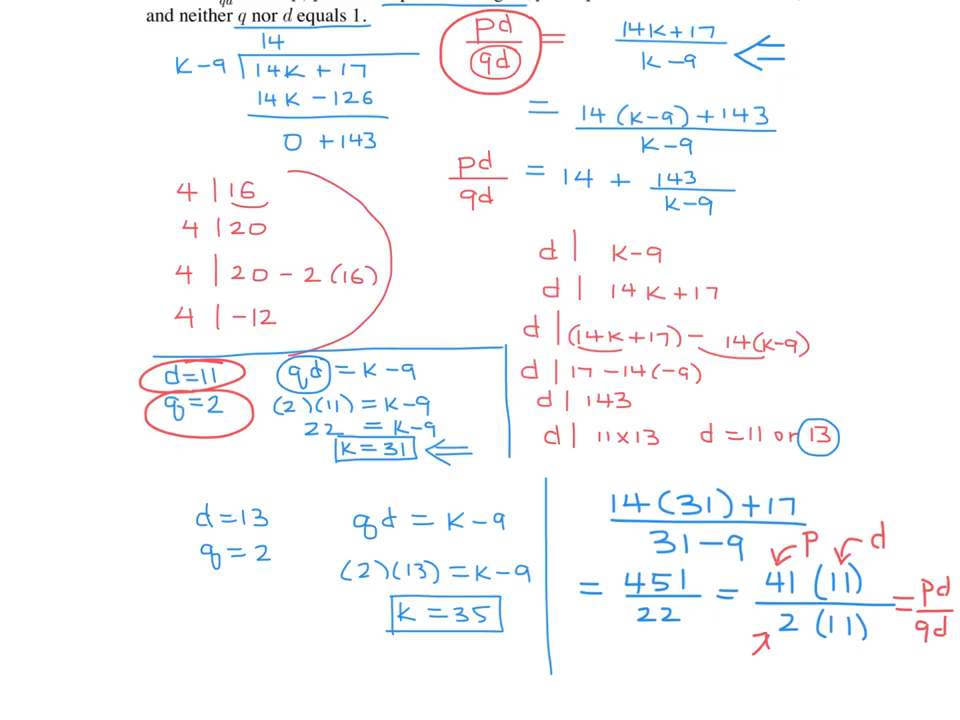 qd
and neither q nor d equals 1.
14
k-9 14k + 17
14k - 126
0 + 143
pd/qd = (14k+17)/(k-9) ⇐
= (14(k-9)+143)/(k-9)
pd/qd = 14 + 143/(k-9)
4 | 16
4 | 20
4 | 20 - 2(16)
4 | -12
d | k-9
d | 14k+17
d | (14k+17) - 14(k-9)
d | 17-14(-9)
d | 143
d | 11x13 d=11 or 13
d=11 qd = k-9
q=2 (2)(11) = k-9
22 = k-9
k=31 ⇐
d=13 qd = k-9
q=2
(2)(13) = k-9
k=35
(14(31)+17)/(31-9)
p d
= 451/22 = 41(11)/2(11) = pd/qd